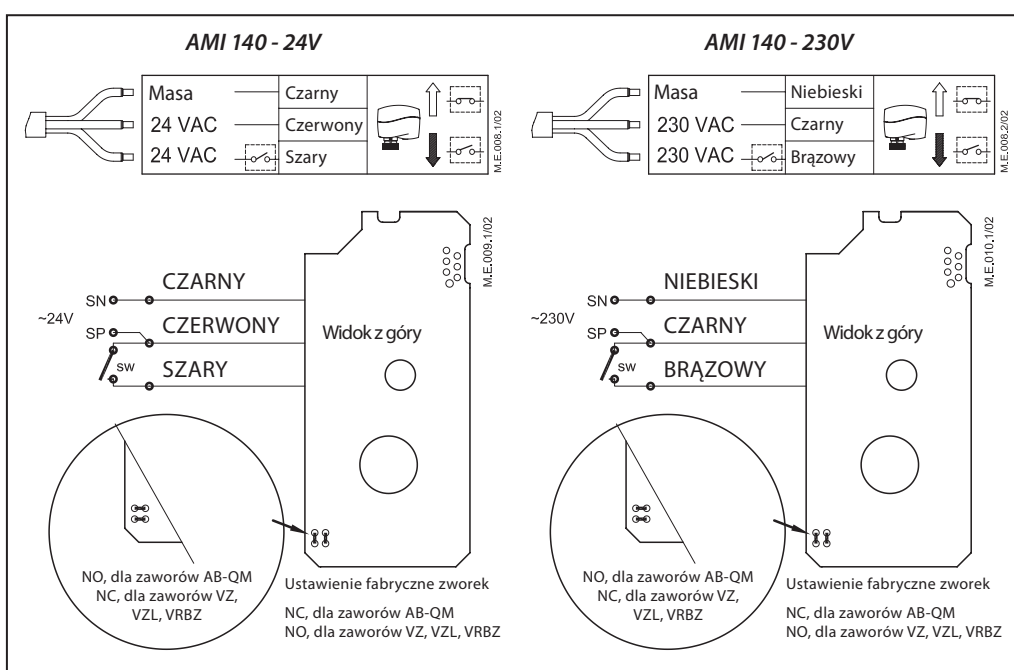 AMI 140 - 24V
Masa Czarny
24 VAC Czerwony
24 VAC Szary
M.E.008.1/02
M.E.009.1/02
CZARNY
SN
~24V
CZERWONY
SP
Widok z góry
SZARY
SW
NO, dla zaworów AB-QM
NC, dla zaworów VZ,
VZL, VRBZ
Ustawienie fabryczne zworek
NC, dla zaworów AB-QM
NO, dla zaworów VZ, VZL, VRBZ
AMI 140 - 230V
Masa Niebieski
230 VAC Czarny
230 VAC Brązowy
M.E.008.2/02
M.E.010.1/02
NIEBIESKI
SN
~230V
CZARNY
SP
Widok z góry
BRĄZOWY
SW
NO, dla zaworów AB-QM
NC, dla zaworów VZ,
VZL, VRBZ
Ustawienie fabryczne zworek
NC, dla zaworów AB-QM
NO, dla zaworów VZ, VZL, VRBZ